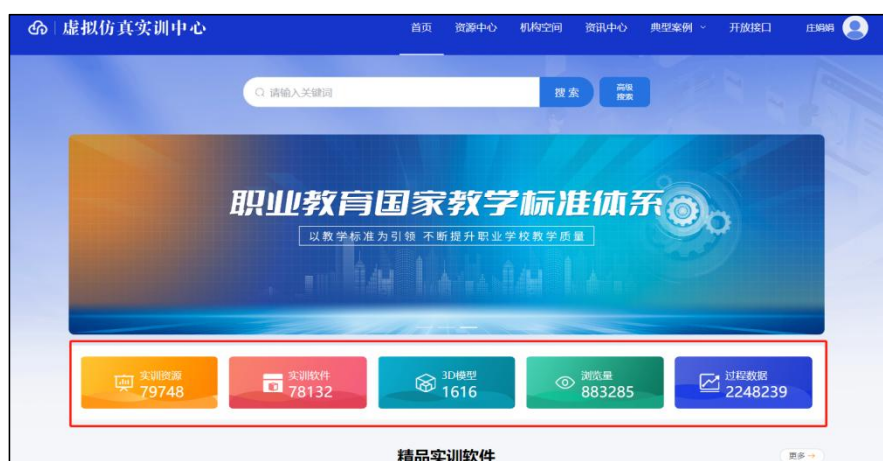 虚拟仿真实训中心
首页 资源中心 机构空间 资讯中心 典型案例 开放接口 庄娟娟
请输入关键词 搜索 高级搜索
职业教育国家教学标准体系
以教学标准为引领 不断提升职业学校教学质量
实训资源 实训软件 3D模型 浏览量 过程数据
79748 78132 1616 883285 2248239
精品实训软件 更多→